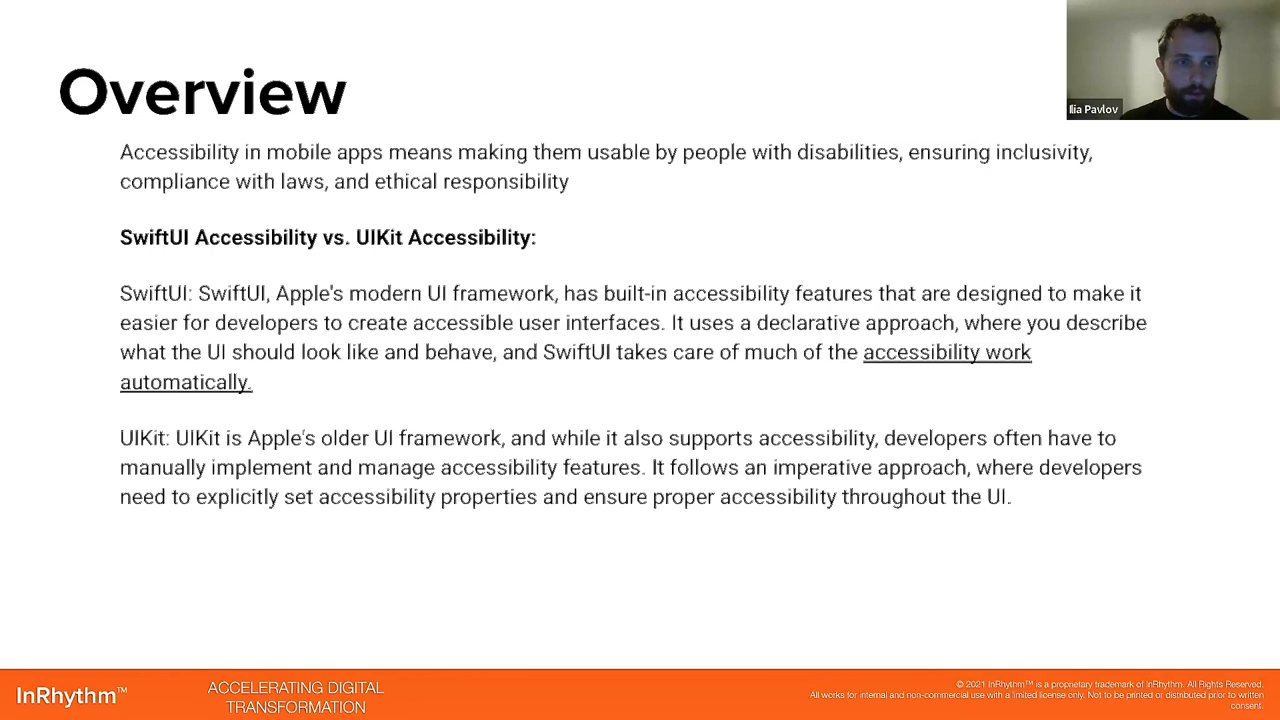 Overview
Ilia Pavlov
Accessibility in mobile apps means making them usable by people with disabilities, ensuring inclusivity,
compliance with laws, and ethical responsibility
SwiftUI Accessibility vs. UIKit Accessibility:
SwiftUI: SwiftUI, Apple's modern UI framework, has built-in accessibility features that are designed to make it
easier for developers to create accessible user interfaces. It uses a declarative approach, where you describe
what the UI should look like and behave, and SwiftUI takes care of much of the accessibility work
automatically.
UIKit: UIKit is Apple's older UI framework, and while it also supports accessibility, developers often have to
manually implement and manage accessibility features. It follows an imperative approach, where developers
need to explicitly set accessibility properties and ensure proper accessibility throughout the UI.
InRhythm™
ACCELERATING DIGITAL
TRANSFORMATION
© 2021 InRhythm™ is a proprietary trademark of InRhythm. All Rights Reserved.
All works for internal and non-commercial use with a limited license only. Not to be printed or distributed prior to written
consent.